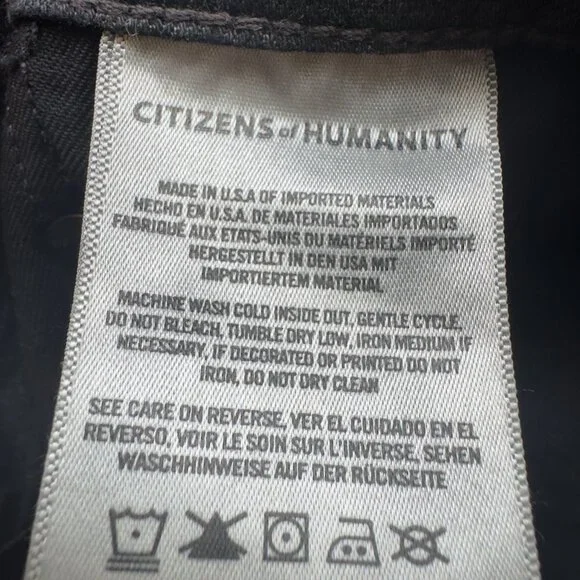 CITIZENS of HUMANITY
MADE IN U.S.A OF IMPORTED MATERIALS
HECHO EN U.S.A. DE MATERIALES IMPORTADOS
FABRIQUÉ AUX ETATS-UNIS DU MATÉRIELS IMPORTÉ
HERGESTELLT IN DEN USA MIT
IMPORTIERTEM MATERIAL
MACHINE WASH COLD INSIDE OUT, GENTLE CYCLE,
DO NOT BLEACH, TUMBLE DRY LOW, IRON MEDIUM IF
NECESSARY, IF DECORATED OR PRINTED DO NOT
IRON, DO NOT DRY CLEAN
SEE CARE ON REVERSE, VER EL CUIDADO EN EL
REVERSO, VOIR LE SOIN SUR L'INVERSE, SEHEN
WASCHHINWEISE AUF DER RÜCKSEITE